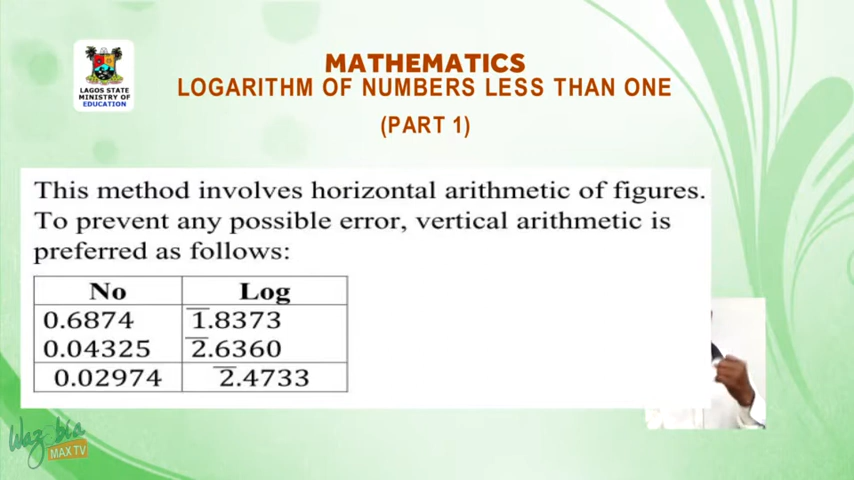 LAGOS STATE
MINISTRY OF
EDUCATION
MATHEMATICS
LOGARITHM OF NUMBERS LESS THAN ONE
(PART 1)
This method involves horizontal arithmetic of figures.
To prevent any possible error, vertical arithmetic is
preferred as follows:
No Log
0.6874 1̅.8373
0.04325 2̅.6360
0.02974 2̅.4733
Wazobia
MAX TV